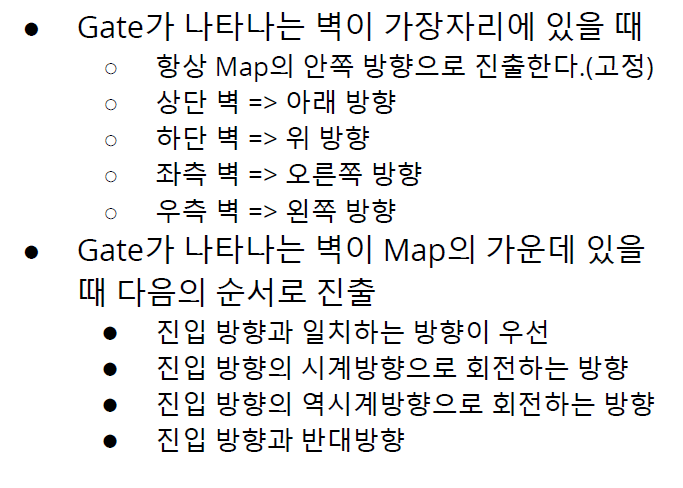 ● Gate가 나타나는 벽이 가장자리에 있을 때
○ 항상 Map의 안쪽 방향으로 진출한다.(고정)
○ 상단 벽 => 아래 방향
○ 하단 벽 => 위 방향
○ 좌측 벽 => 오른쪽 방향
○ 우측 벽 => 왼쪽 방향
● Gate가 나타나는 벽이 Map의 가운데 있을
때 다음의 순서로 진출
● 진입 방향과 일치하는 방향이 우선
● 진입 방향의 시계방향으로 회전하는 방향
● 진입 방향의 역시계방향으로 회전하는 방향
● 진입 방향과 반대방향